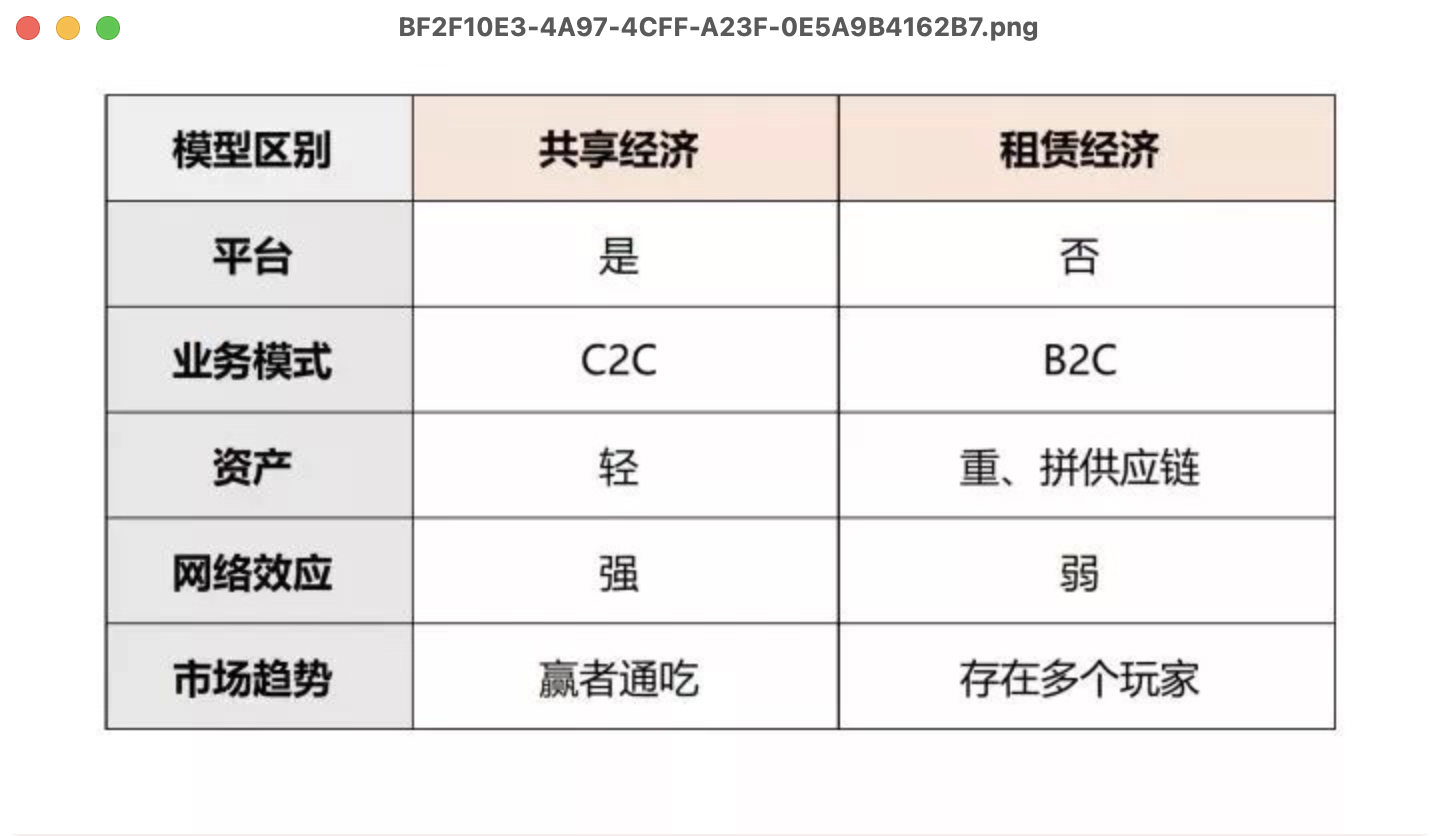 BF2F10E3-4A97-4CFF-A23F-0E5A9B4162B7.png
模型区别 共享经济 租赁经济
平台 是 否
业务模式 C2C B2C
资产 轻 重、拼供应链
网络效应 强 弱
市场趋势 赢者通吃 存在多个玩家